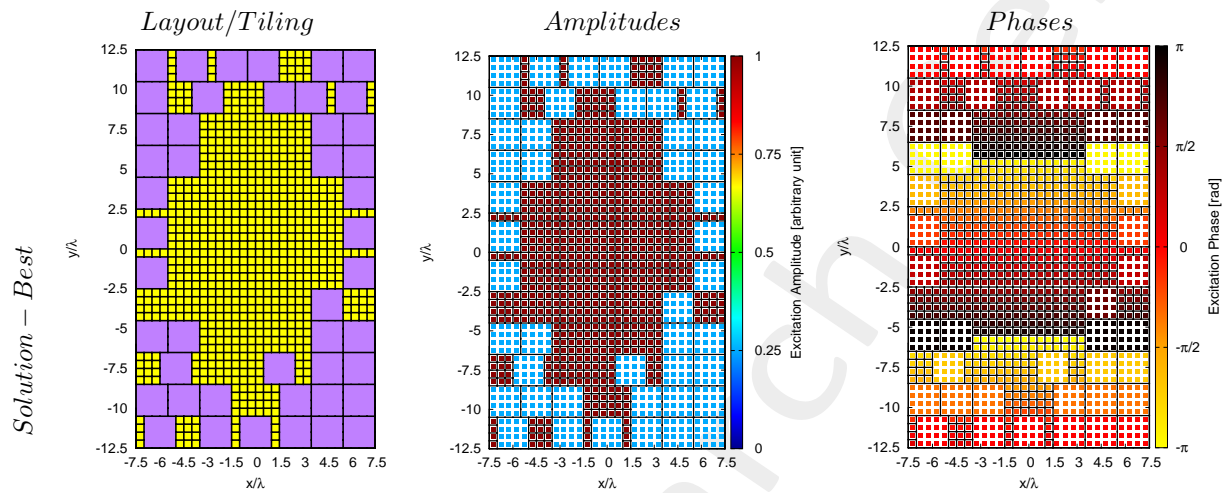 Layout/Tiling
Amplitudes
Phases
Solution − Best
y/λ
12.5
10
7.5
5
2.5
0
-2.5
-5
-7.5
-10
-12.5
-7.5 -6 -4.5 -3 -1.5 0 1.5 3 4.5 6 7.5
x/λ
y/λ
12.5
10
7.5
5
2.5
0
-2.5
-5
-7.5
-10
-12.5
-7.5 -6 -4.5 -3 -1.5 0 1.5 3 4.5 6 7.5
x/λ
1
0.75
0.5
0.25
0
Excitation Amplitude [arbitrary unit]
y/λ
12.5
10
7.5
5
2.5
0
-2.5
-5
-7.5
-10
-12.5
-7.5 -6 -4.5 -3 -1.5 0 1.5 3 4.5 6 7.5
x/λ
π
π/2
0
-π/2
-π
Excitation Phase [rad]